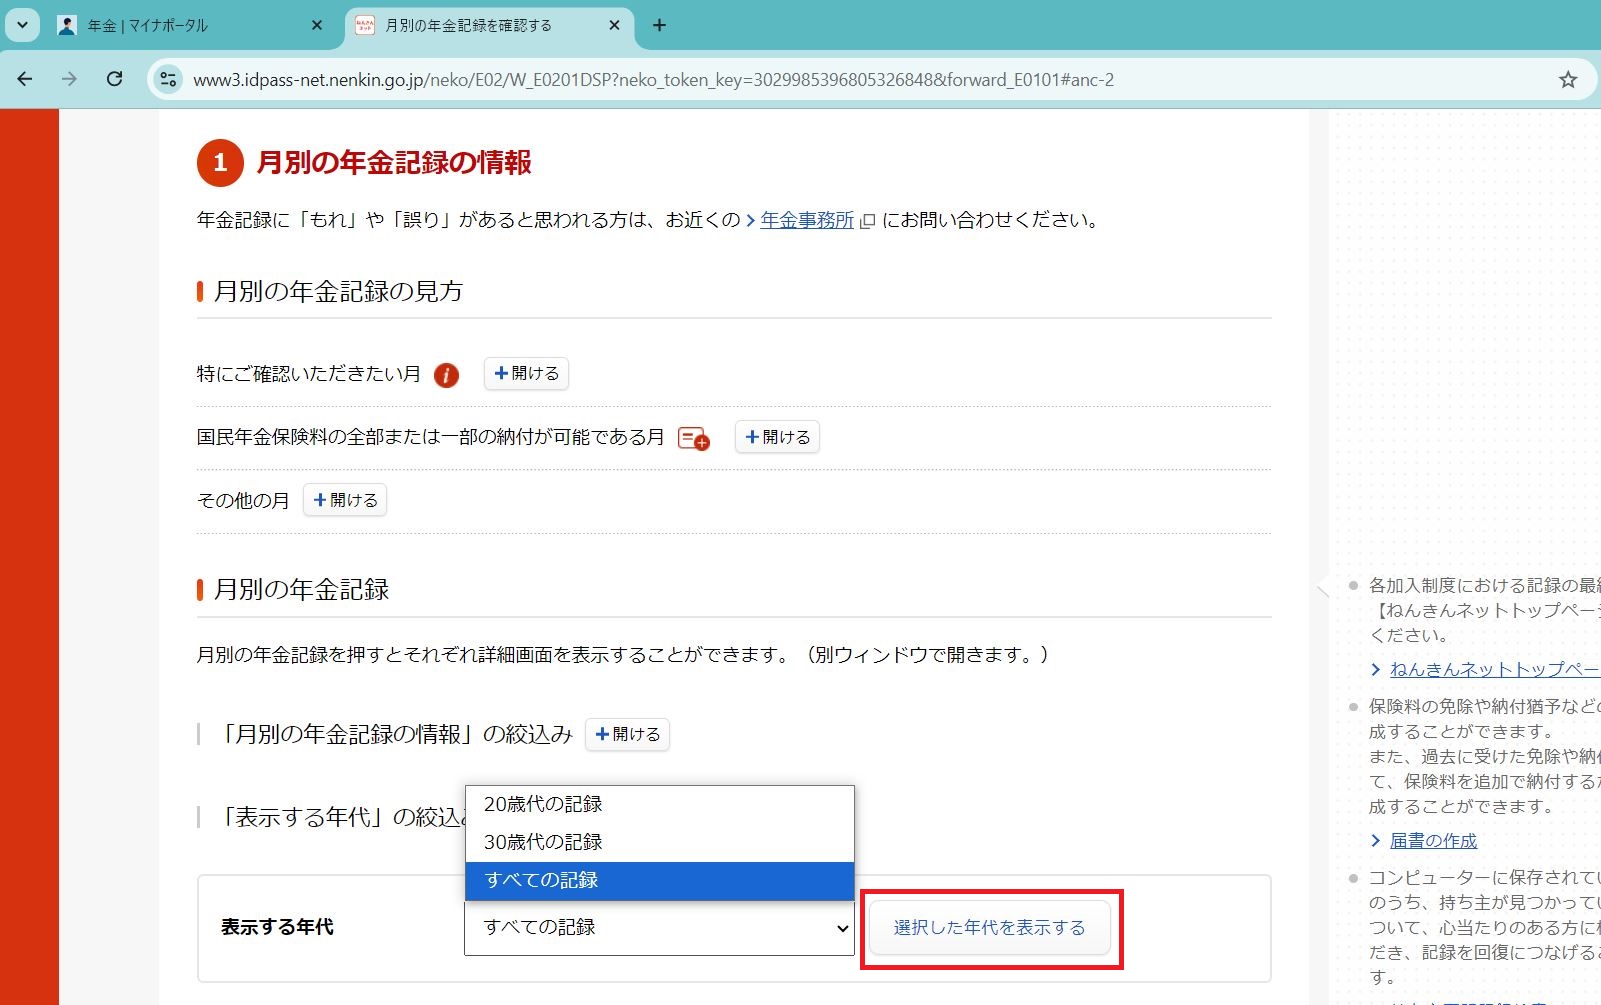 年金 | マイナポータル
月別の年金記録を確認する
www3.idpass-net.nenkin.go.jp/neko/E02/W_E0201DSP?neko_token_key=3029985396805326848&forward_E0101#anc-2
1 月別の年金記録の情報
年金記録に「もれ」や「誤り」があると思われる方は、お近くの 年金事務所 にお問い合わせください。
月別の年金記録の見方
特にご確認いただきたい月 i +開ける
国民年金保険料の全部または一部の納付が可能である月 +開ける
その他の月 +開ける
月別の年金記録
月別の年金記録を押すとそれぞれ詳細画面を表示することができます。（別ウィンドウで開きます。）
「月別の年金記録の情報」の絞込み +開ける
「表示する年代」の絞込
20歳代の記録
30歳代の記録
すべての記録
表示する年代 すべての記録 選択した年代を表示する
各加入制度における記録の最
【ねんきんネットトップペー
ください。
ねんきんネットトップペー
保険料の免除や納付猶予など
成することができます。
また、過去に受けた免除や納
て、保険料を追加で納付する
成することができます。
届書の作成
コンピューターに保存されて
のうち、持ち主が見つかって
ついて、心当たりのある方に
だき、記録を回復につなげる
す。